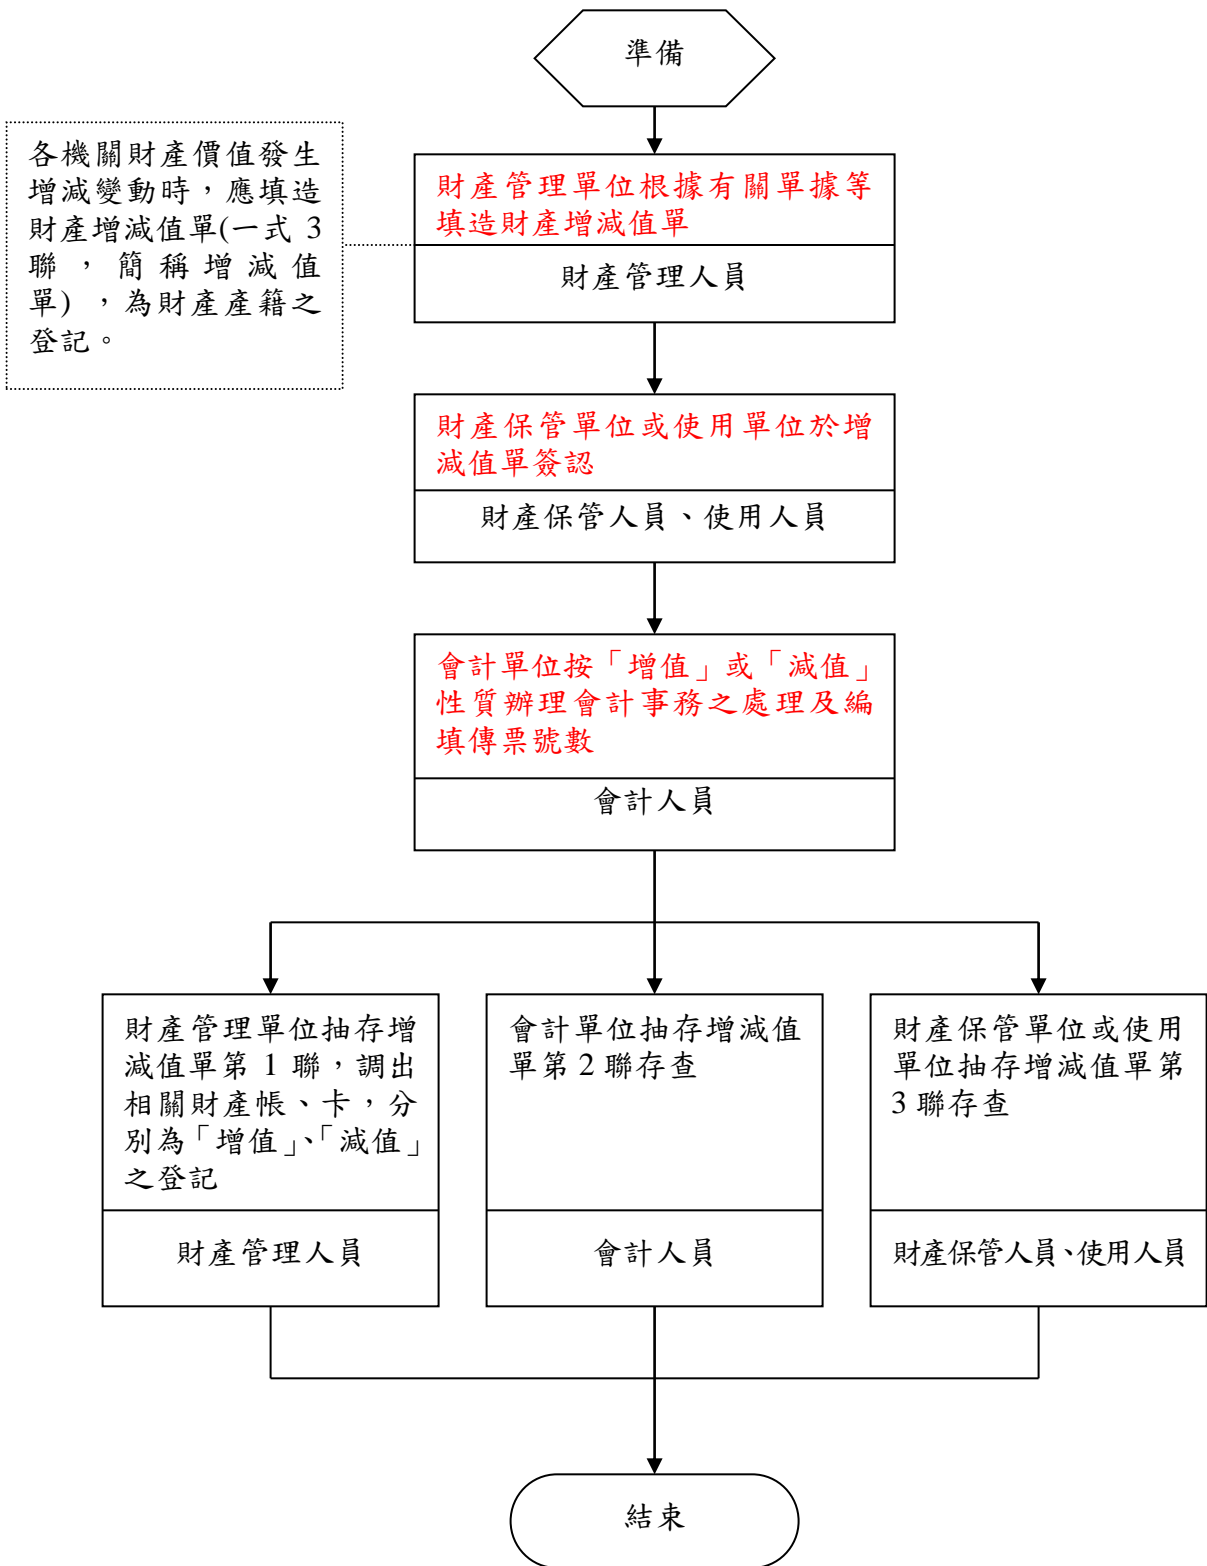 準備
各機關財產價值發生
增減變動時，應填造
財產增減值單(一式 3
聯，簡稱增減值
單)，為財產產籍之
登記。
財產管理單位根據有關單據等
填造財產增減值單
財產管理人員
財產保管單位或使用單位於增
減值單簽認
財產保管人員、使用人員
會計單位按「增值」或「減值」
性質辦理會計事務之處理及編
填傳票號數
會計人員
財產管理單位抽存增
減值單第 1 聯，調出
相關財產帳、卡，分
別為「增值」、「減值」
之登記
財產管理人員
會計單位抽存增減值
單第 2 聯存查
會計人員
財產保管單位或使用
單位抽存增減值單第
3 聯存查
財產保管人員、使用人員
結束